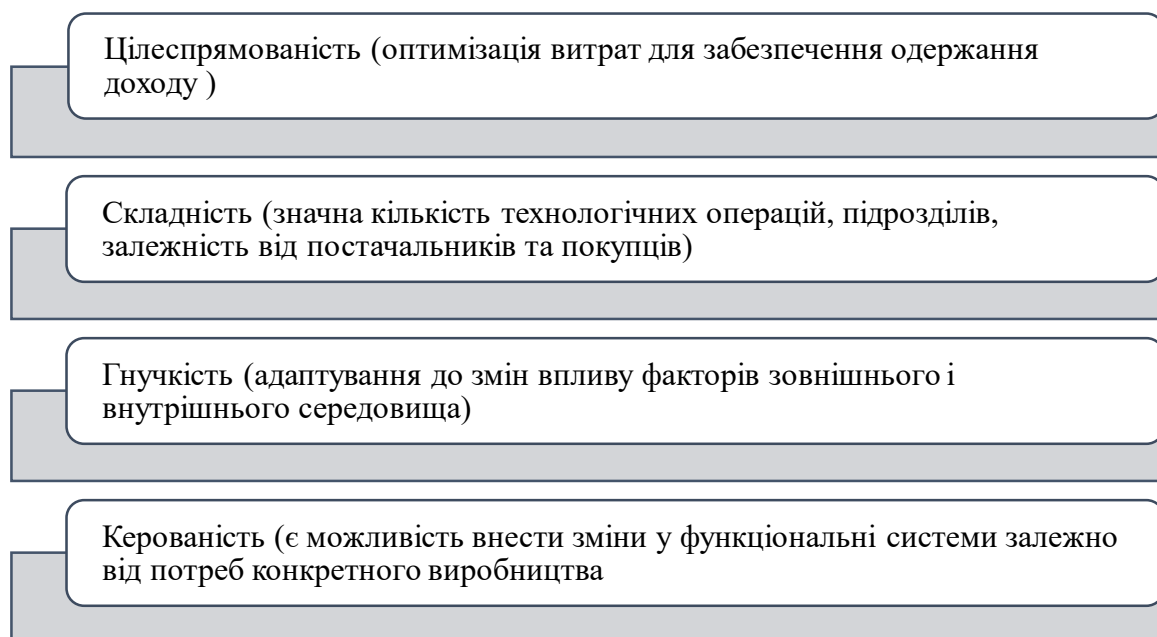 Цілеспрямованість (оптимізація витрат для забезпечення одержання
доходу )
Складність (значна кількість технологічних операцій, підрозділів,
залежність від постачальників та покупців)
Гнучкість (адаптування до змін впливу факторів зовнішнього і
внутрішнього середовища)
Керованість (є можливість внести зміни у функціональні системи залежно
від потреб конкретного виробництва